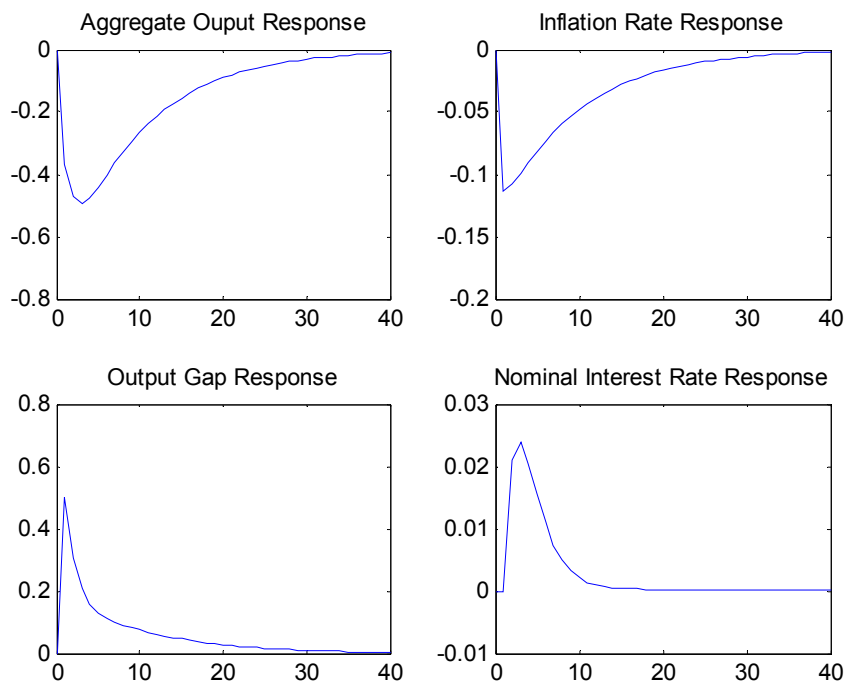 Aggregate Ouput Response
0
-0.2
-0.4
-0.6
-0.8
0 10 20 30 40
Inflation Rate Response
0
-0.05
-0.1
-0.15
-0.2
0 10 20 30 40
Output Gap Response
0.8
0.6
0.4
0.2
0
0 10 20 30 40
Nominal Interest Rate Response
0.03
0.02
0.01
0
-0.01
0 10 20 30 40